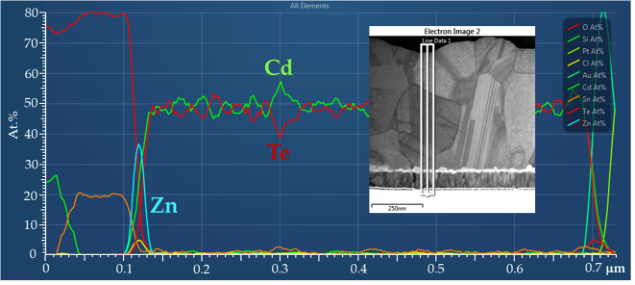 All Elements
80
70
60
50
40
30
20
10
0
At.%
0
0.1
0.2
0.3
0.4
0.5
0.6
0.7 µm
Cd
Te
Zn
Electron Image 2
Line Data 1
250nm
O At%
Si At%
Pt At%
Cl At%
Au At%
Cd At%
Sn At%
Te At%
Zn At%